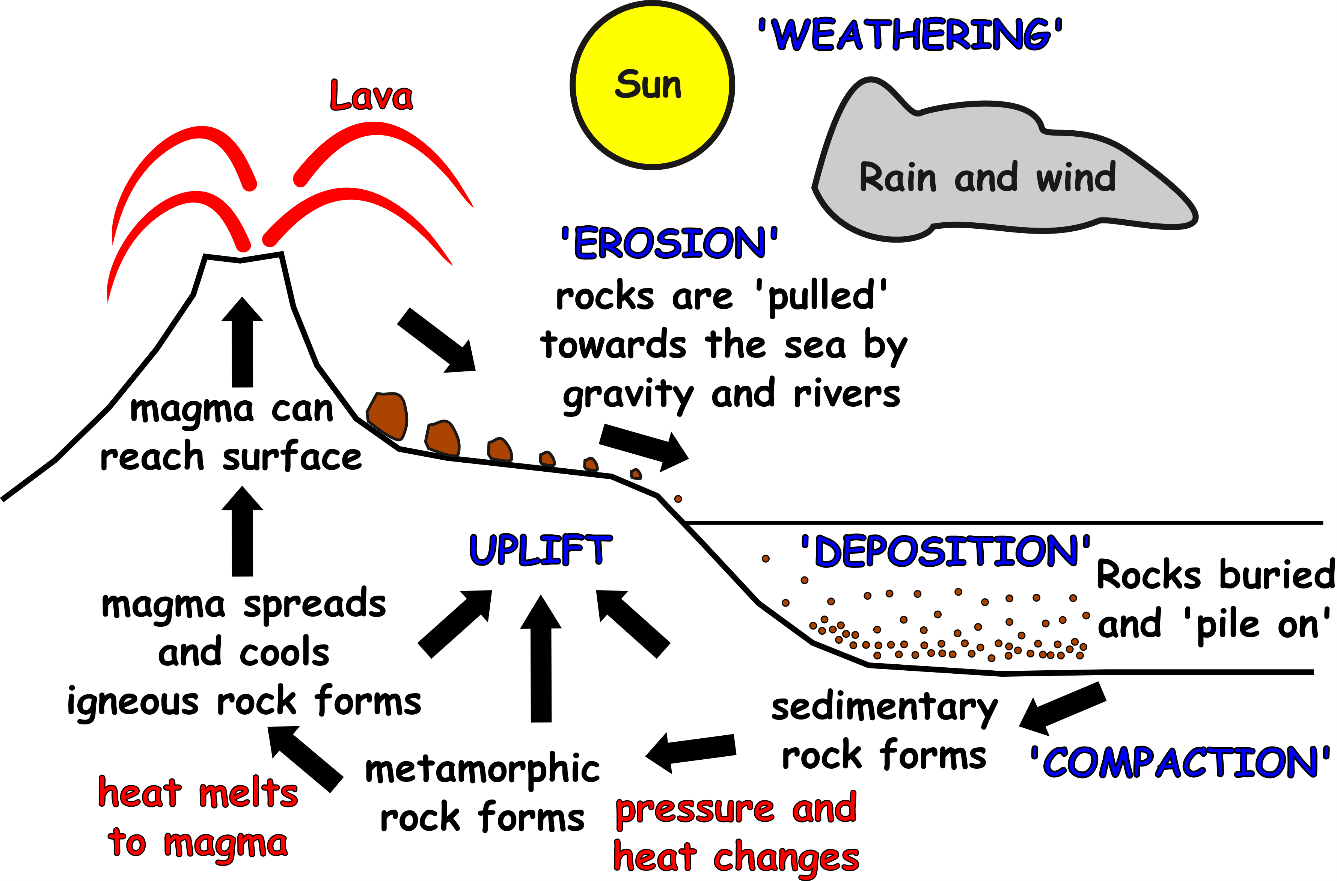 'WEATHERING'
Sun
Lava
Rain and wind
'EROSION'
rocks are 'pulled'
towards the sea by
gravity and rivers
magma can
reach surface
UPLIFT
'DEPOSITION'
Rocks buried
and 'pile on'
magma spreads
and cools
igneous rock forms
sedimentary
rock forms
'COMPACTION'
metamorphic
rock forms
heat melts
to magma
pressure and
heat changes